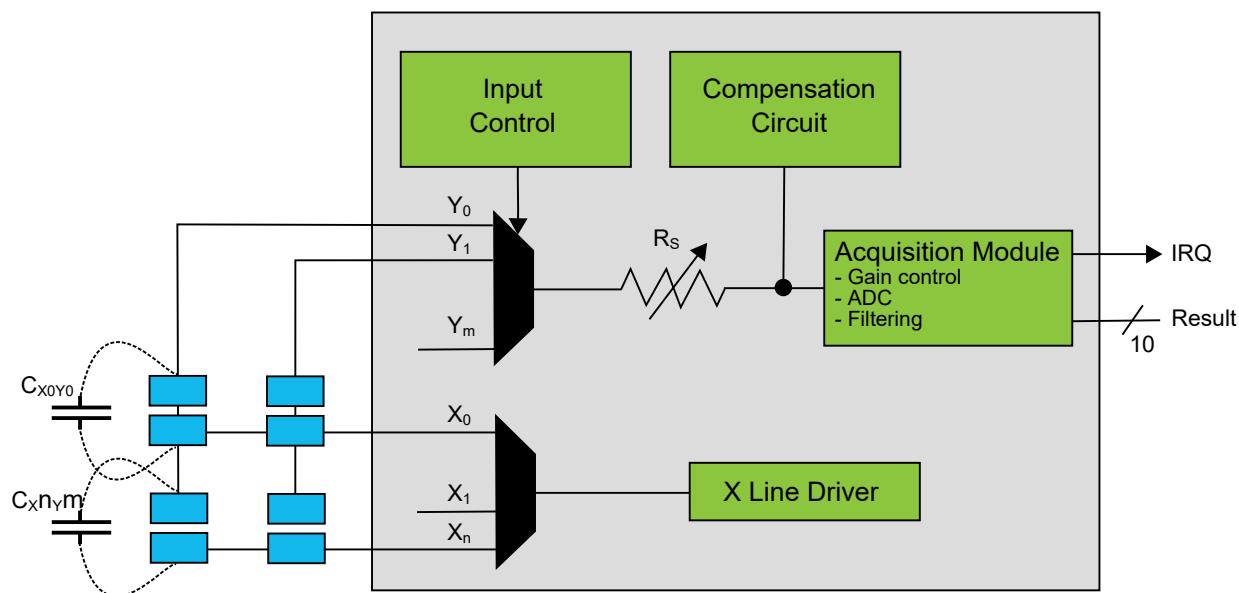 Input
Control
Compensation
Circuit
Y0
Y1
RS
Acquisition Module
- Gain control
- ADC
- Filtering
IRQ
Result
10
Ym
CX0Y0
X0
CXnYm
X1
Xn
X Line Driver